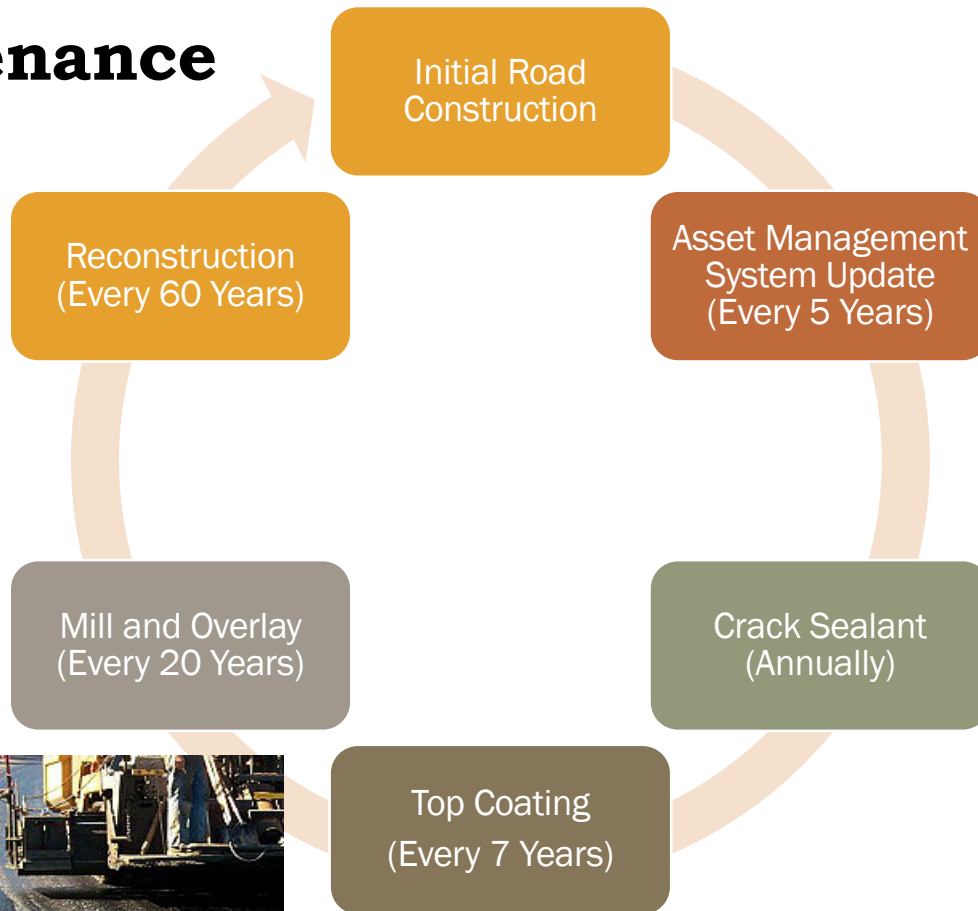 enance
Initial Road
Construction
Asset Management
System Update
(Every 5 Years)
Crack Sealant
(Annually)
Top Coating
(Every 7 Years)
Mill and Overlay
(Every 20 Years)
Reconstruction
(Every 60 Years)